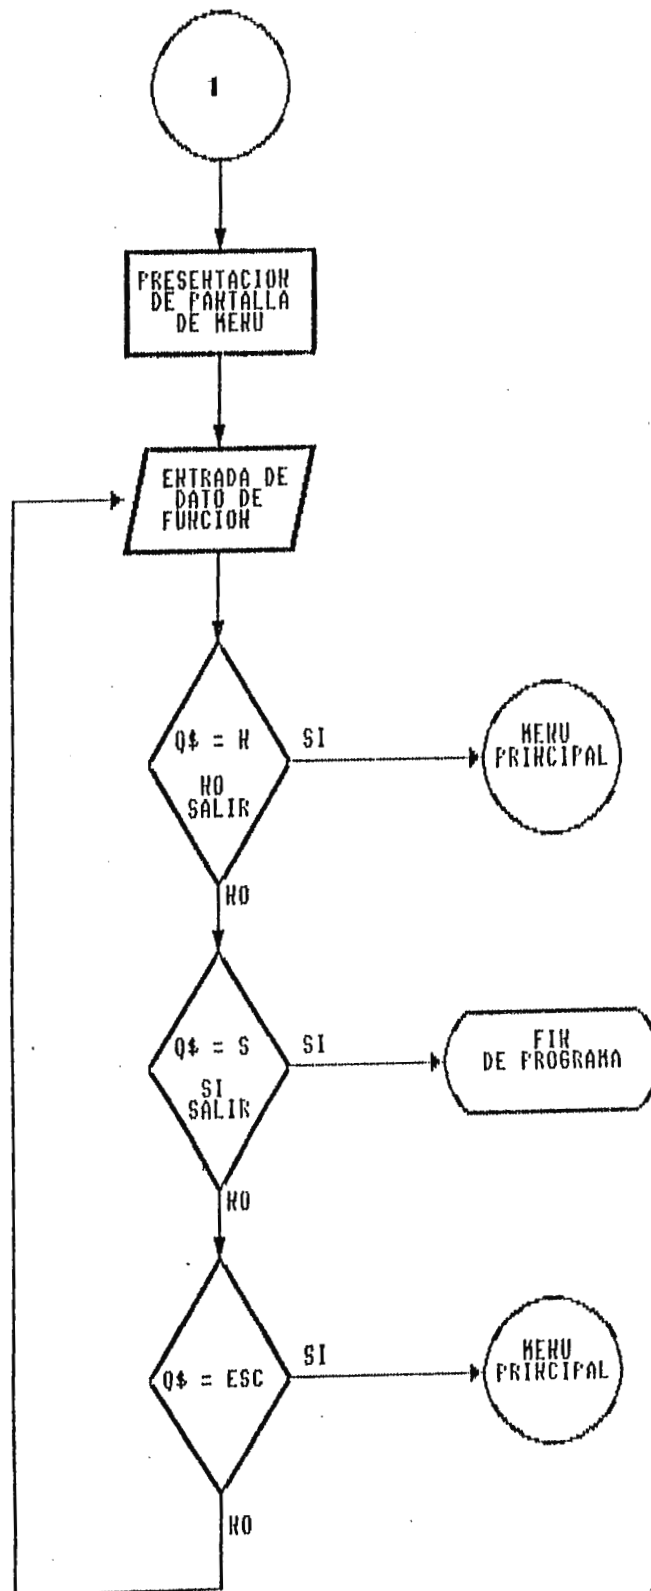 1
PRESENTACION
DE PANTALLA
DE MENU
ENTRADA DE
DATO DE
FUNCION
Q$ = N
NO
SALIR
SI
MENU
PRINCIPAL
NO
Q$ = S
SI
SALIR
SI
FIN
DE PROGRAMA
NO
Q$ = ESC
SI
MENU
PRINCIPAL
NO